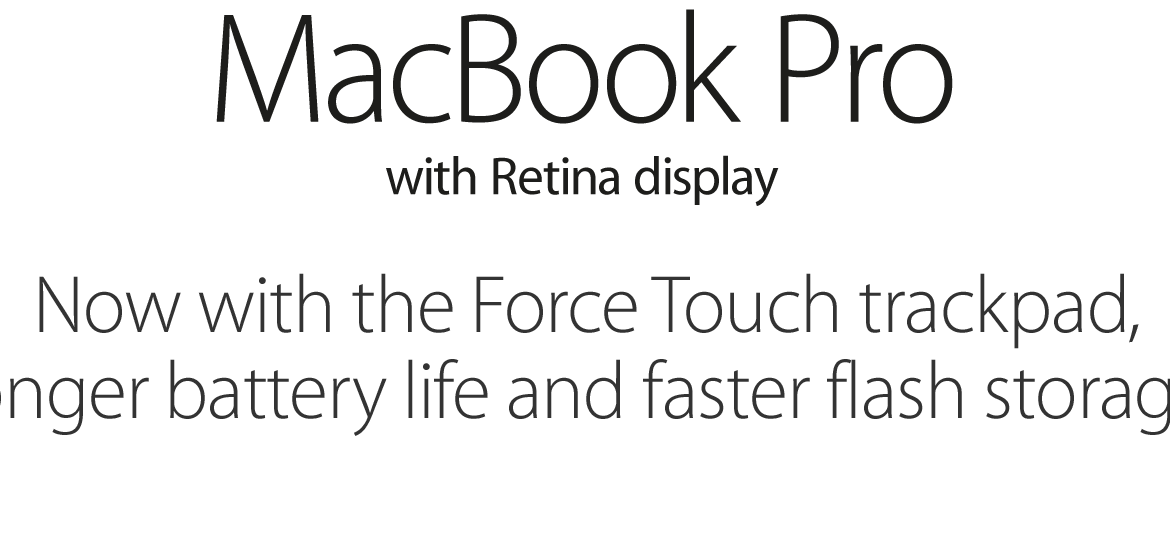 MacBook Pro
with Retina display
Now with the Force Touch trackpad,
onger battery life and faster flash storag